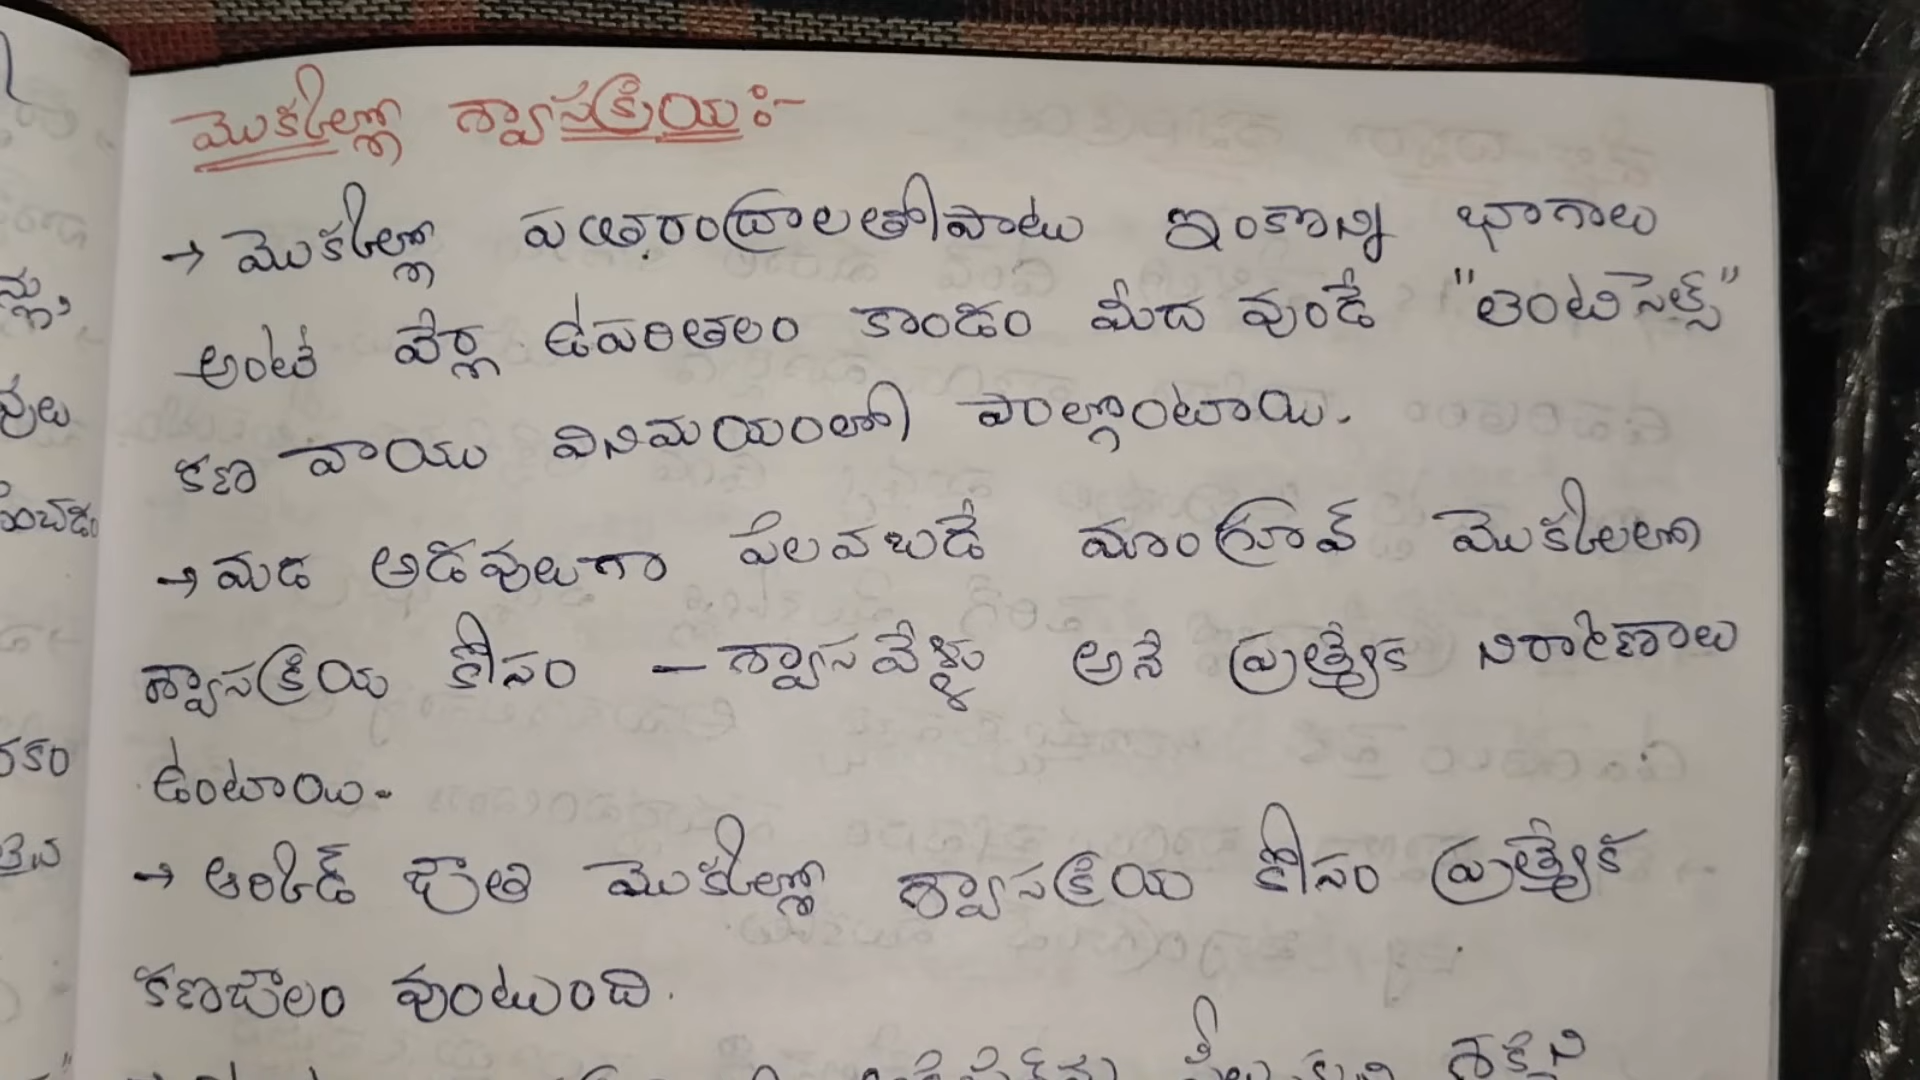 మొక్కల్లో శ్వాసక్రియ:-
→ మొక్కల్లో పత్రరంధ్రాలతోపాటు ఇంకొన్ని భాగాలు
అంటే వేర్ల ఉపరితలం కాండం మీద వుండే "లెంటిసెల్స్"
కణ వాయు వినిమయంలో పాల్గొంటాయి.
→ మడ అడవులుగా పిలవబడే మాంగ్రూవ్ మొక్కలలో
శ్వాసక్రియ కోసం - శ్వాసవేళ్ళు అనే ప్రత్యేక నిర్మాణాలు
ఉంటాయి.
→ ఆర్కిడ్ జాతి మొక్కల్లో శ్వాసక్రియ కోసం ప్రత్యేక
కణజాలం వుంటుంది.